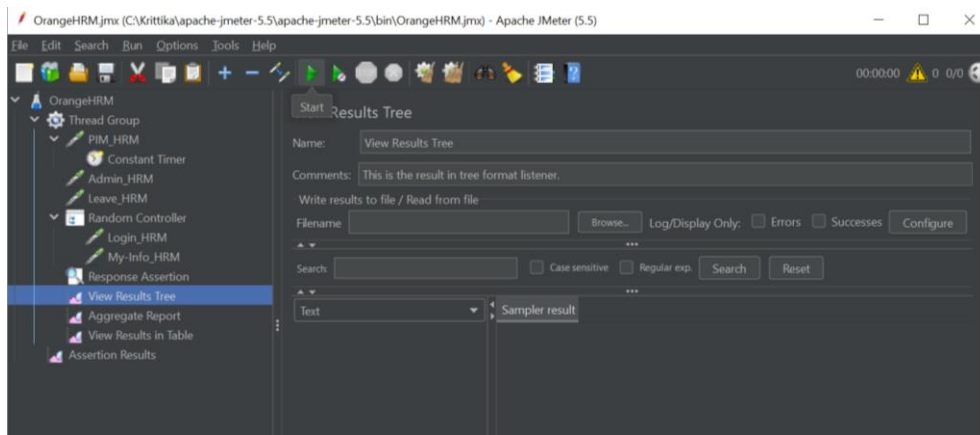 OrangeHRM.jmx (C:\Krittika\apache-jmeter-5.5\apache-jmeter-5.5\bin\OrangeHRM.jmx) - Apache JMeter (5.5)
File Edit Search Run Options Tools Help
00:00:00 0 0/0
OrangeHRM
Thread Group
PIM_HRM
Constant Timer
Admin_HRM
Leave_HRM
Random Controller
Login_HRM
My-Info_HRM
Response Assertion
View Results Tree
Aggregate Report
View Results in Table
Assertion Results
Start
Results Tree
Name: View Results Tree
Comments: This is the result in tree format listener.
Write results to file / Read from file
Filename Browse... Log/Display Only: Errors Successes Configure
Search: Case sensitive Regular exp. Search Reset
Text Sampler result